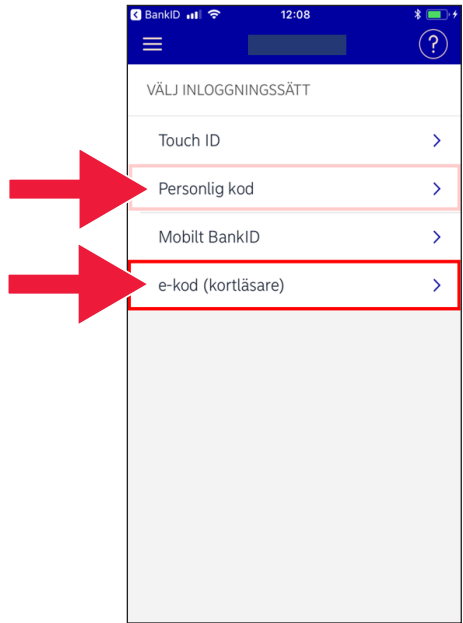 BankID 12:08
?
VÄLJ INLOGGNINGSSÄTT
Touch ID
Personlig kod
Mobilt BankID
e-kod (kortläsare)